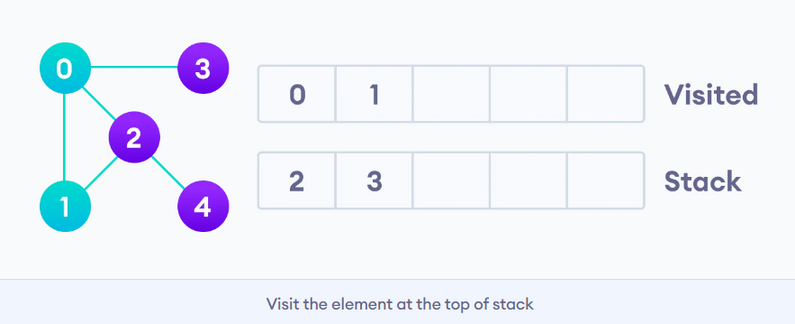 0 3
2
1 4
0 1 Visited
2 3 Stack
Visit the element at the top of stack